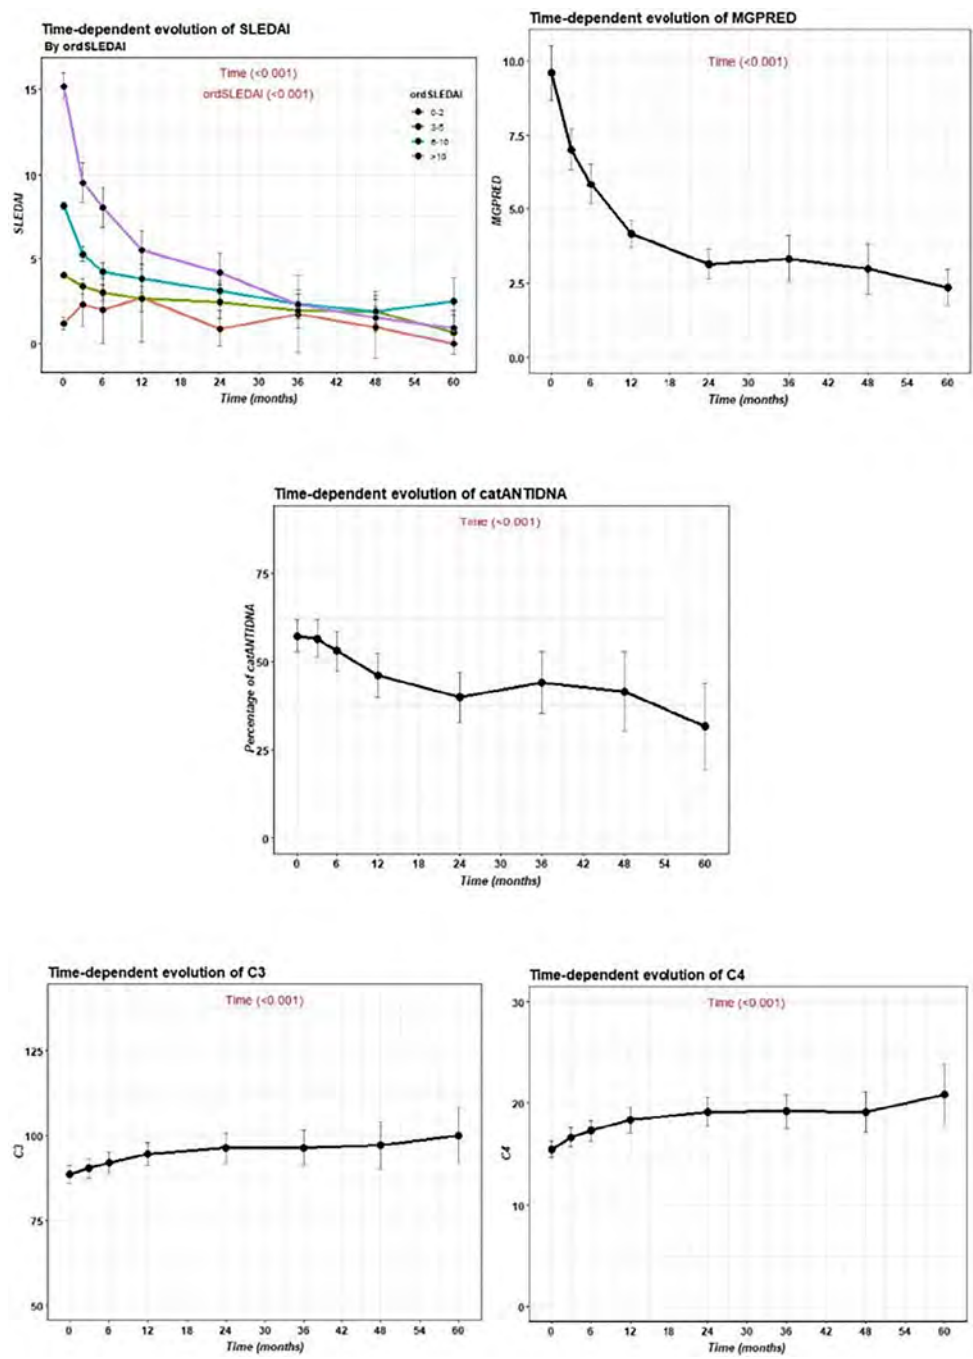 Time-dependent evolution of SLEDAI
By ordSLEDAI
Time (<0.001)
ordSLEDAI (<0.001)
ordSLEDAI
0-2
3-5
6-10
>10
15
10
5
0
SLEDAI
0 6 12 18 24 30 36 42 48 54 60
Time (months)
Time-dependent evolution of MGPRED
Time (<0.001)
10.0
7.5
5.0
2.5
0.0
MGPRED
0 6 12 18 24 30 36 42 48 54 60
Time (months)
Time-dependent evolution of catANTIDNA
Time (<0.001)
75
50
25
0
Percentage of catANTIDNA
0 6 12 18 24 30 36 42 48 54 60
Time (months)
Time-dependent evolution of C3
Time (<0.001)
125
100
75
50
C3
0 6 12 18 24 30 36 42 48 54 60
Time (months)
Time-dependent evolution of C4
Time (<0.001)
30
20
10
0
C4
0 6 12 18 24 30 36 42 48 54 60
Time (months)